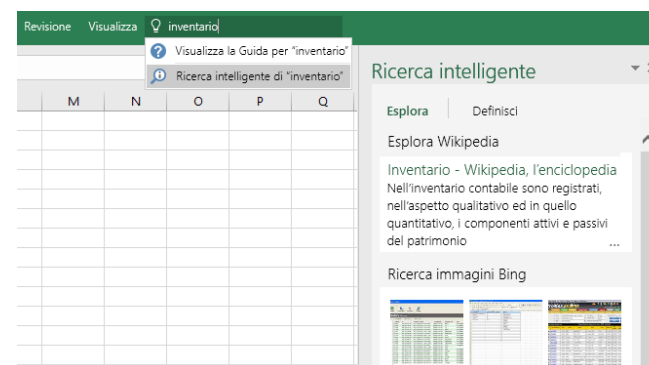 Revisione Visualizza inventario
Visualizza la Guida per "inventario"
Ricerca intelligente di "inventario"
Ricerca intelligente
M N O P Q
Esplora Definisci
Esplora Wikipedia
Inventario - Wikipedia, l'enciclopedia
Nell'inventario contabile sono registrati,
nell'aspetto qualitativo ed in quello
quantitativo, i componenti attivi e passivi
del patrimonio
...
Ricerca immagini Bing